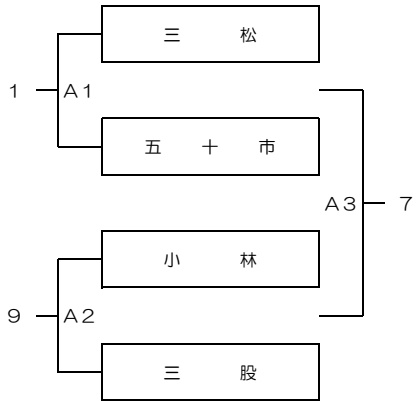 三 松
1 A1
五 十 市
A3 7
小 林
9 A2
三 股